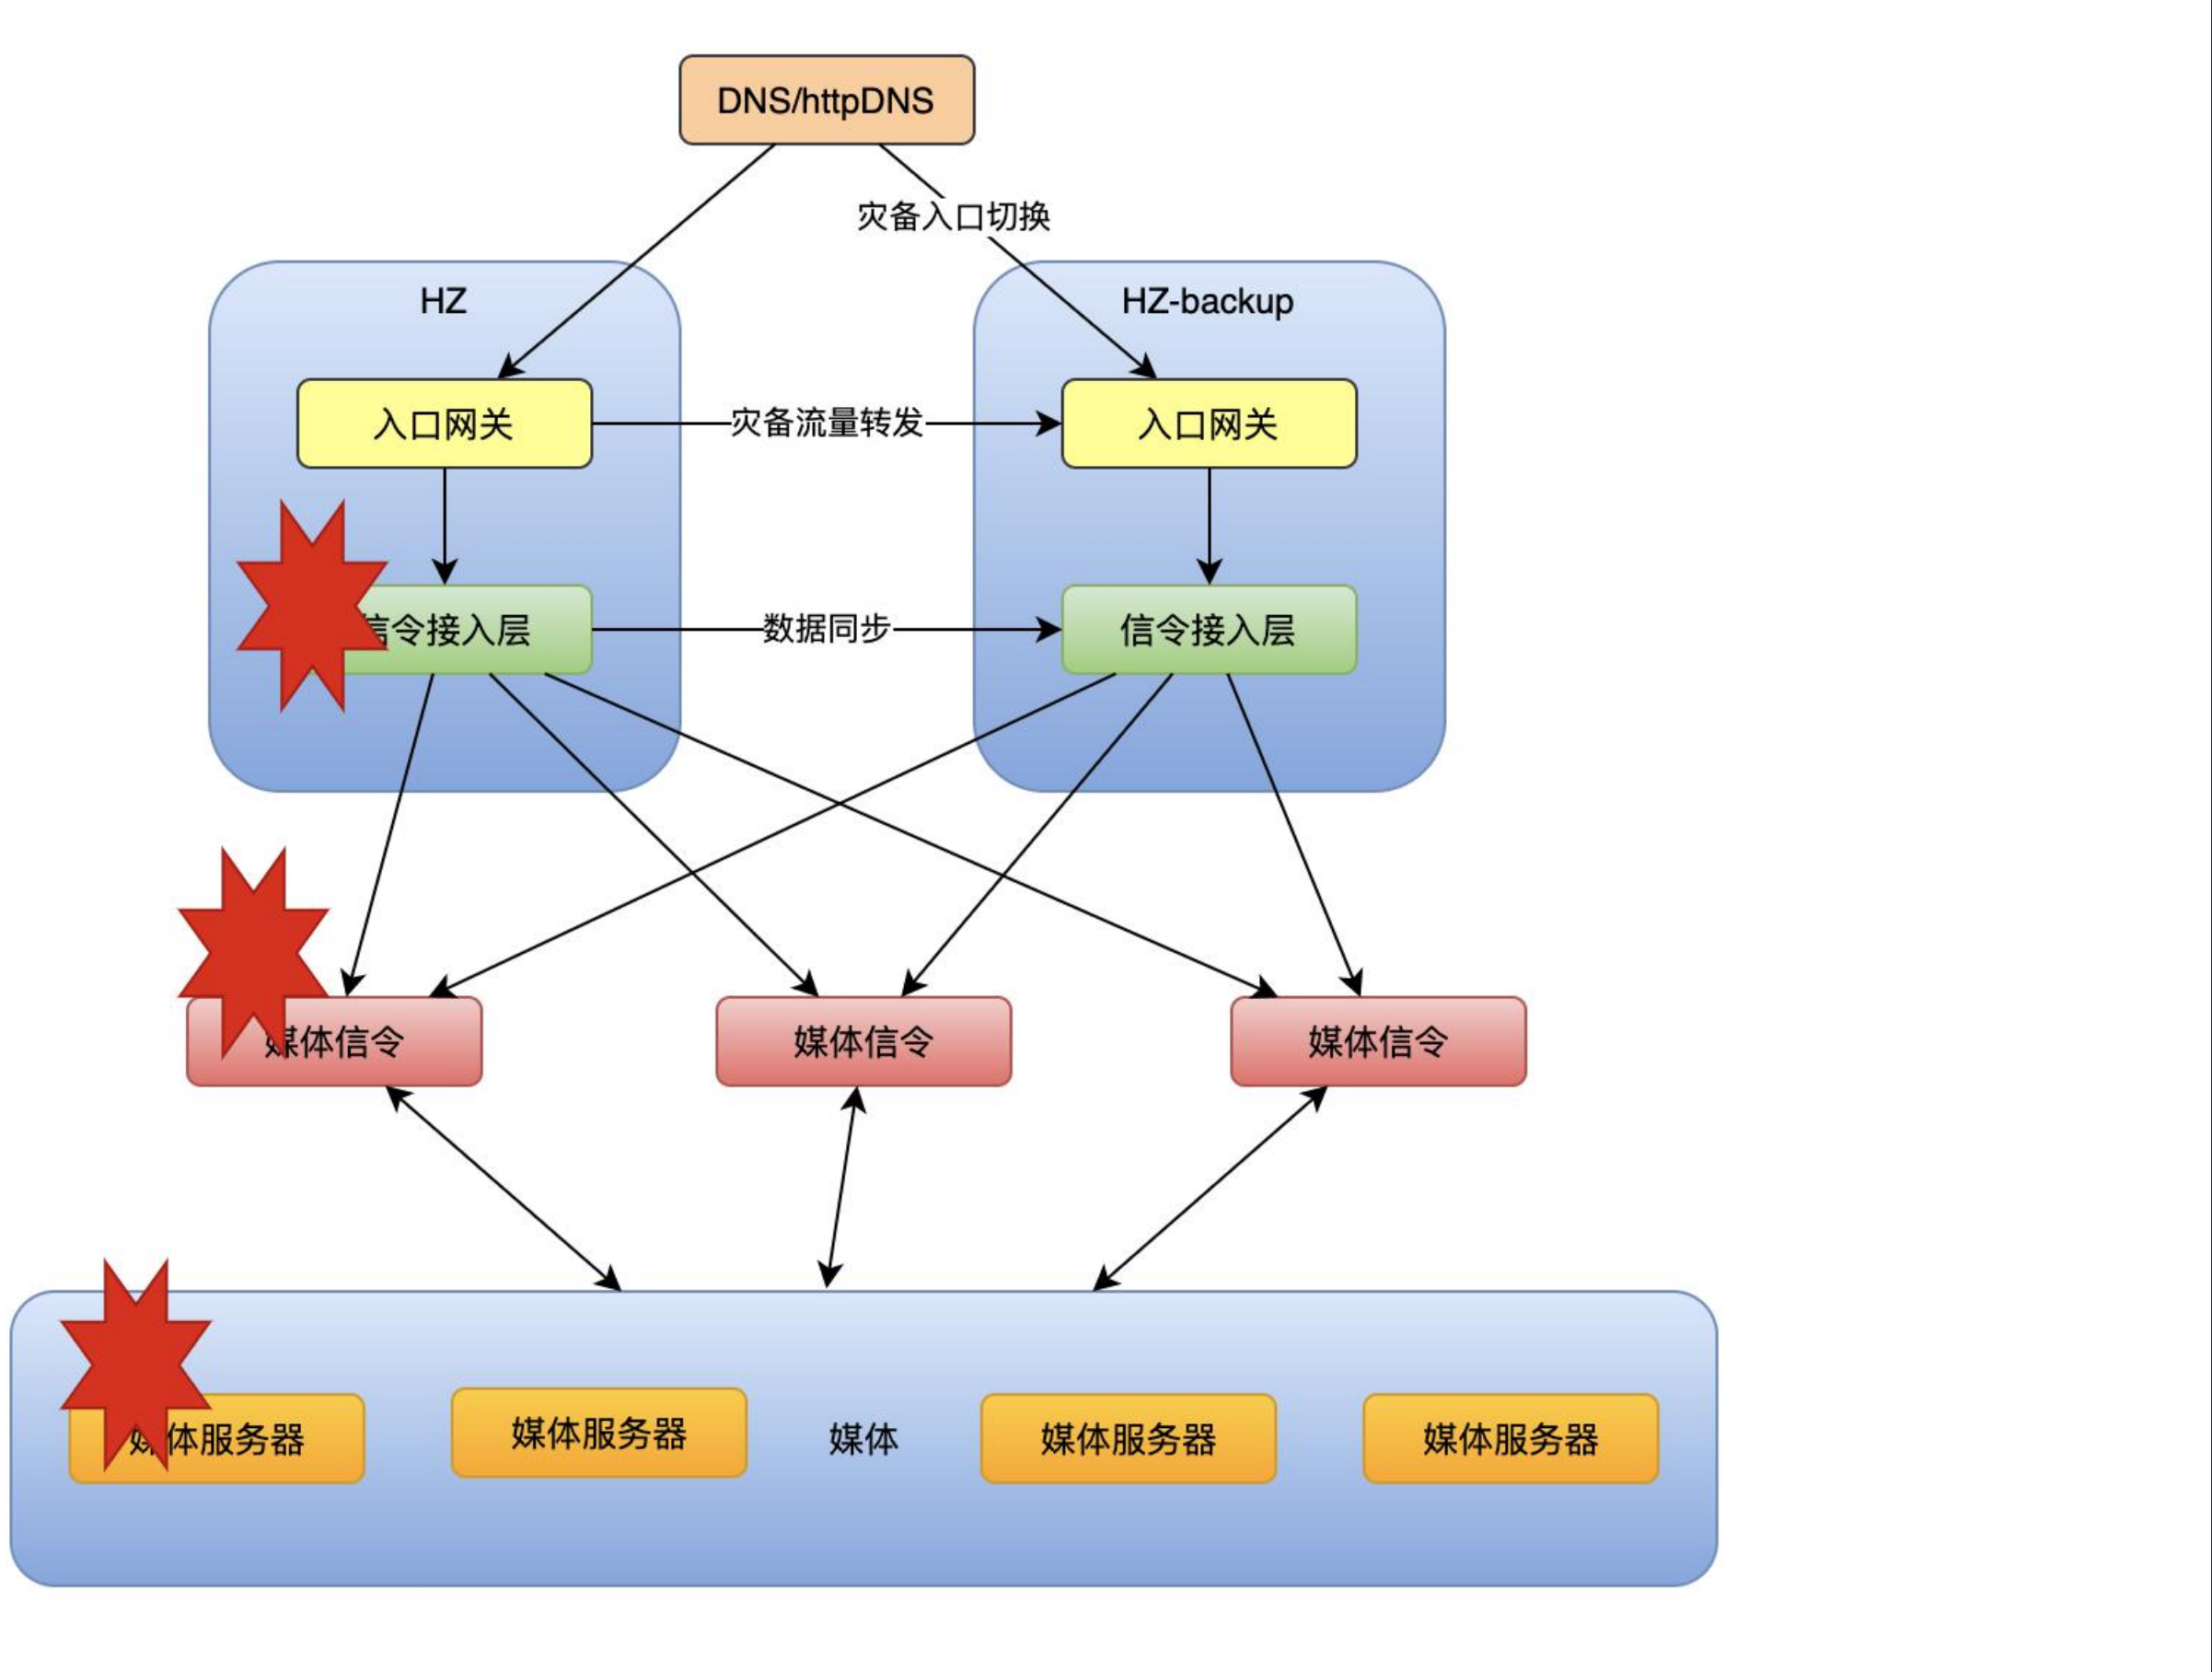 DNS/httpDNS
灾备入口切换
HZ
HZ-backup
入口网关
灾备流量转发
入口网关
信令接入层
数据同步
信令接入层
媒体信令
媒体信令
媒体信令
媒体服务器
媒体服务器
媒体
媒体服务器
媒体服务器